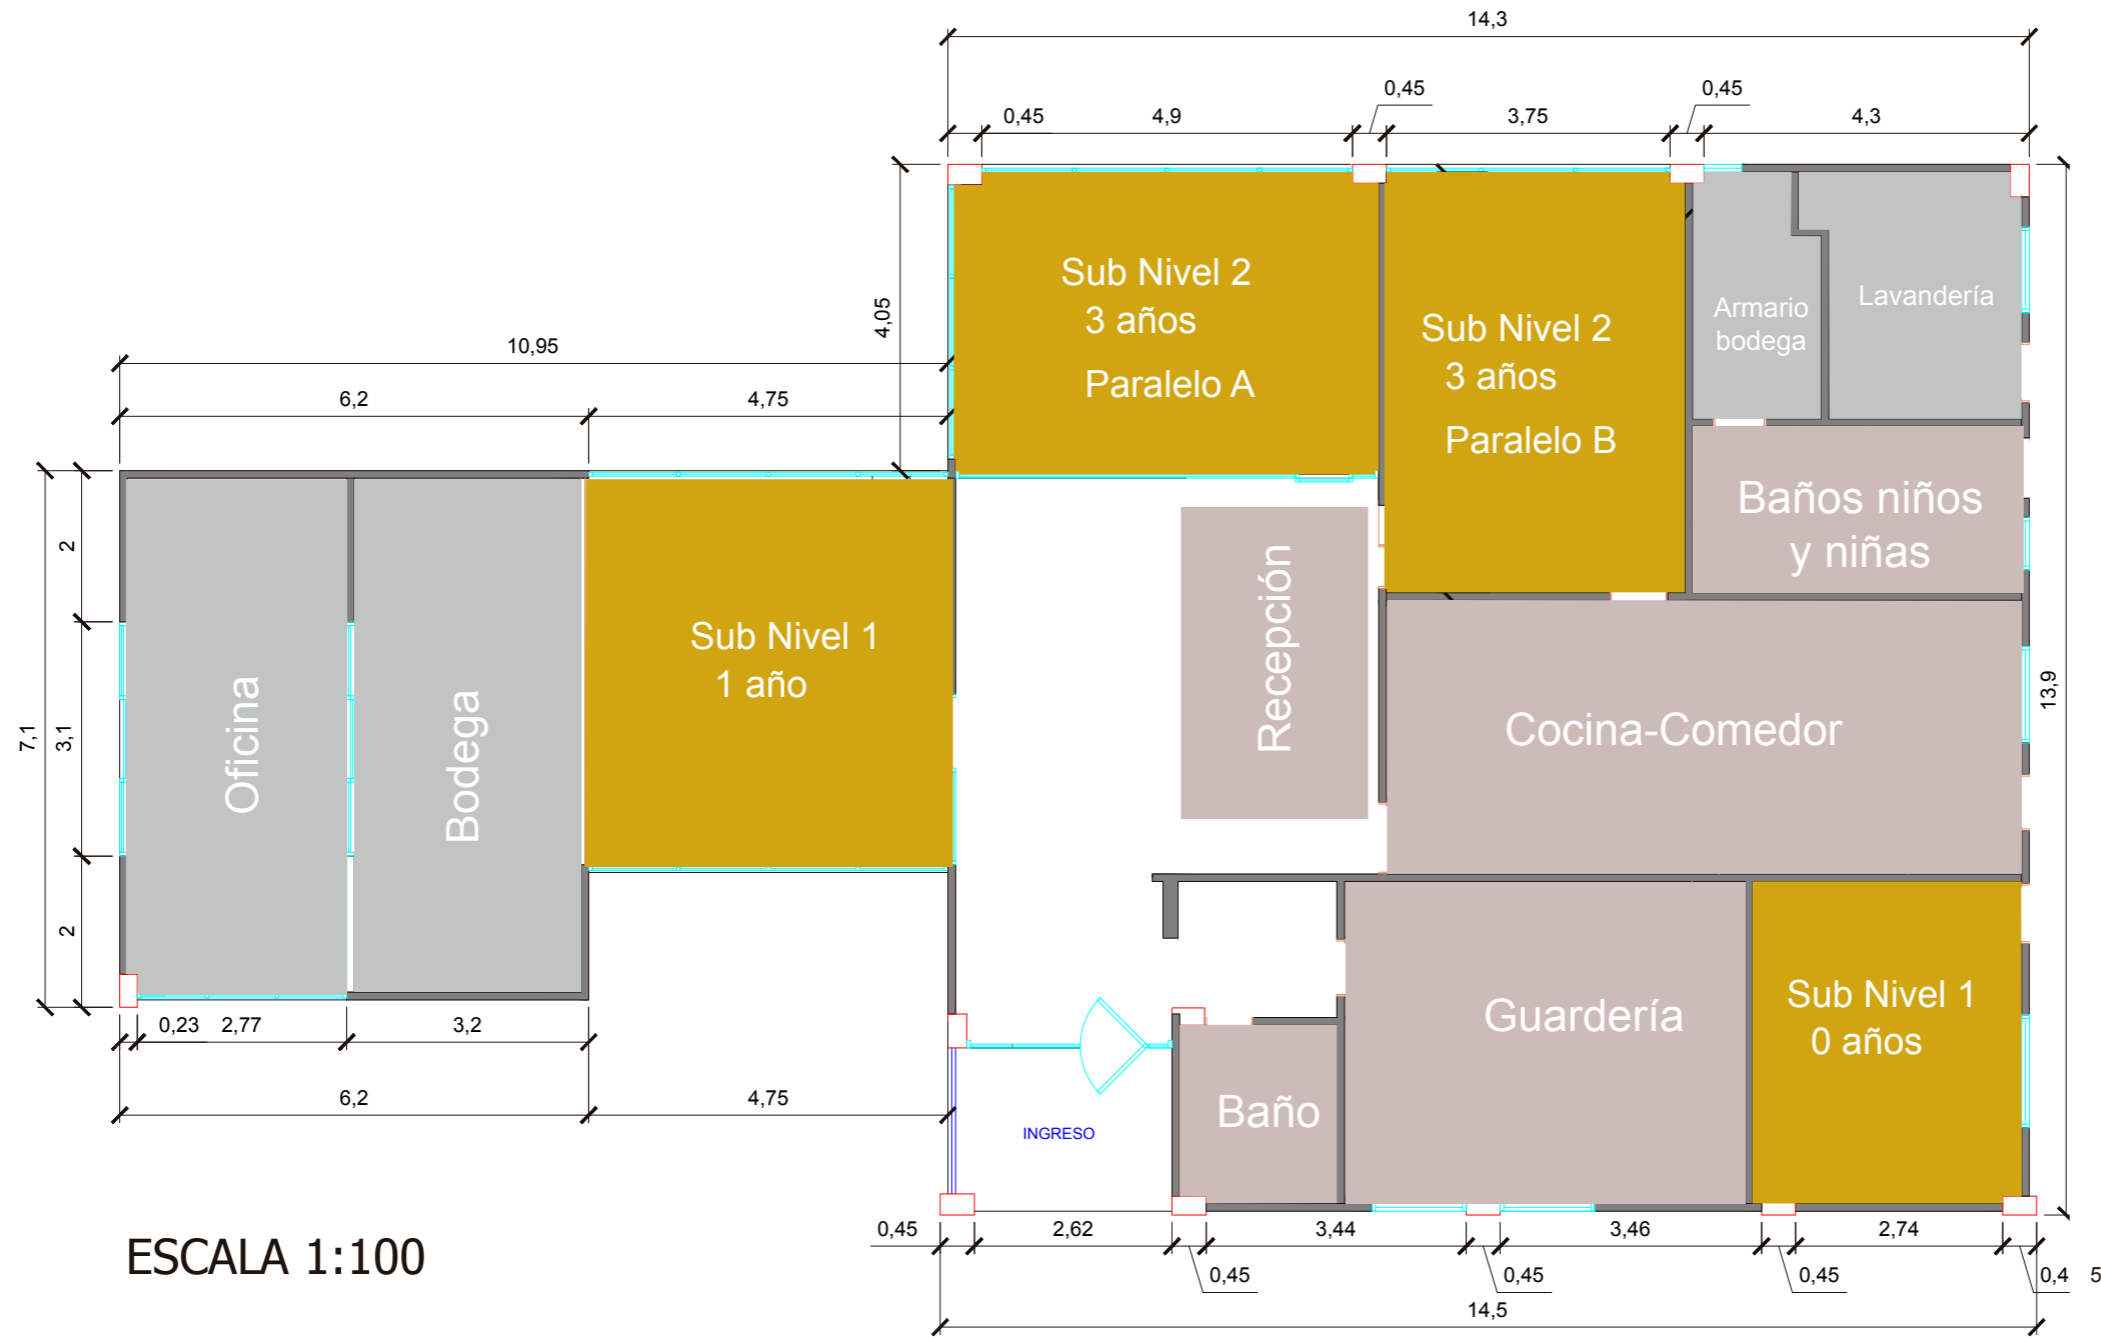 14,3
0,45
0,45
0,45
4,9
3,75
4,3
4,05
10,95
6,2
4,75
Sub Nivel 2
3 años
Paralelo A
Sub Nivel 2
3 años
Paralelo B
Armario
bodega
Lavandería
Baños niños
y niñas
7,1
2
3,1
2
Oficina
Bodega
Sub Nivel 1
1 año
Recepción
Cocina-Comedor
13,9
Guardería
Sub Nivel 1
0 años
Baño
INGRESO
0,23
2,77
3,2
6,2
4,75
0,45
2,62
3,44
3,46
2,74
0,45
0,45
0,45
0,4 5
14,5
ESCALA 1:100